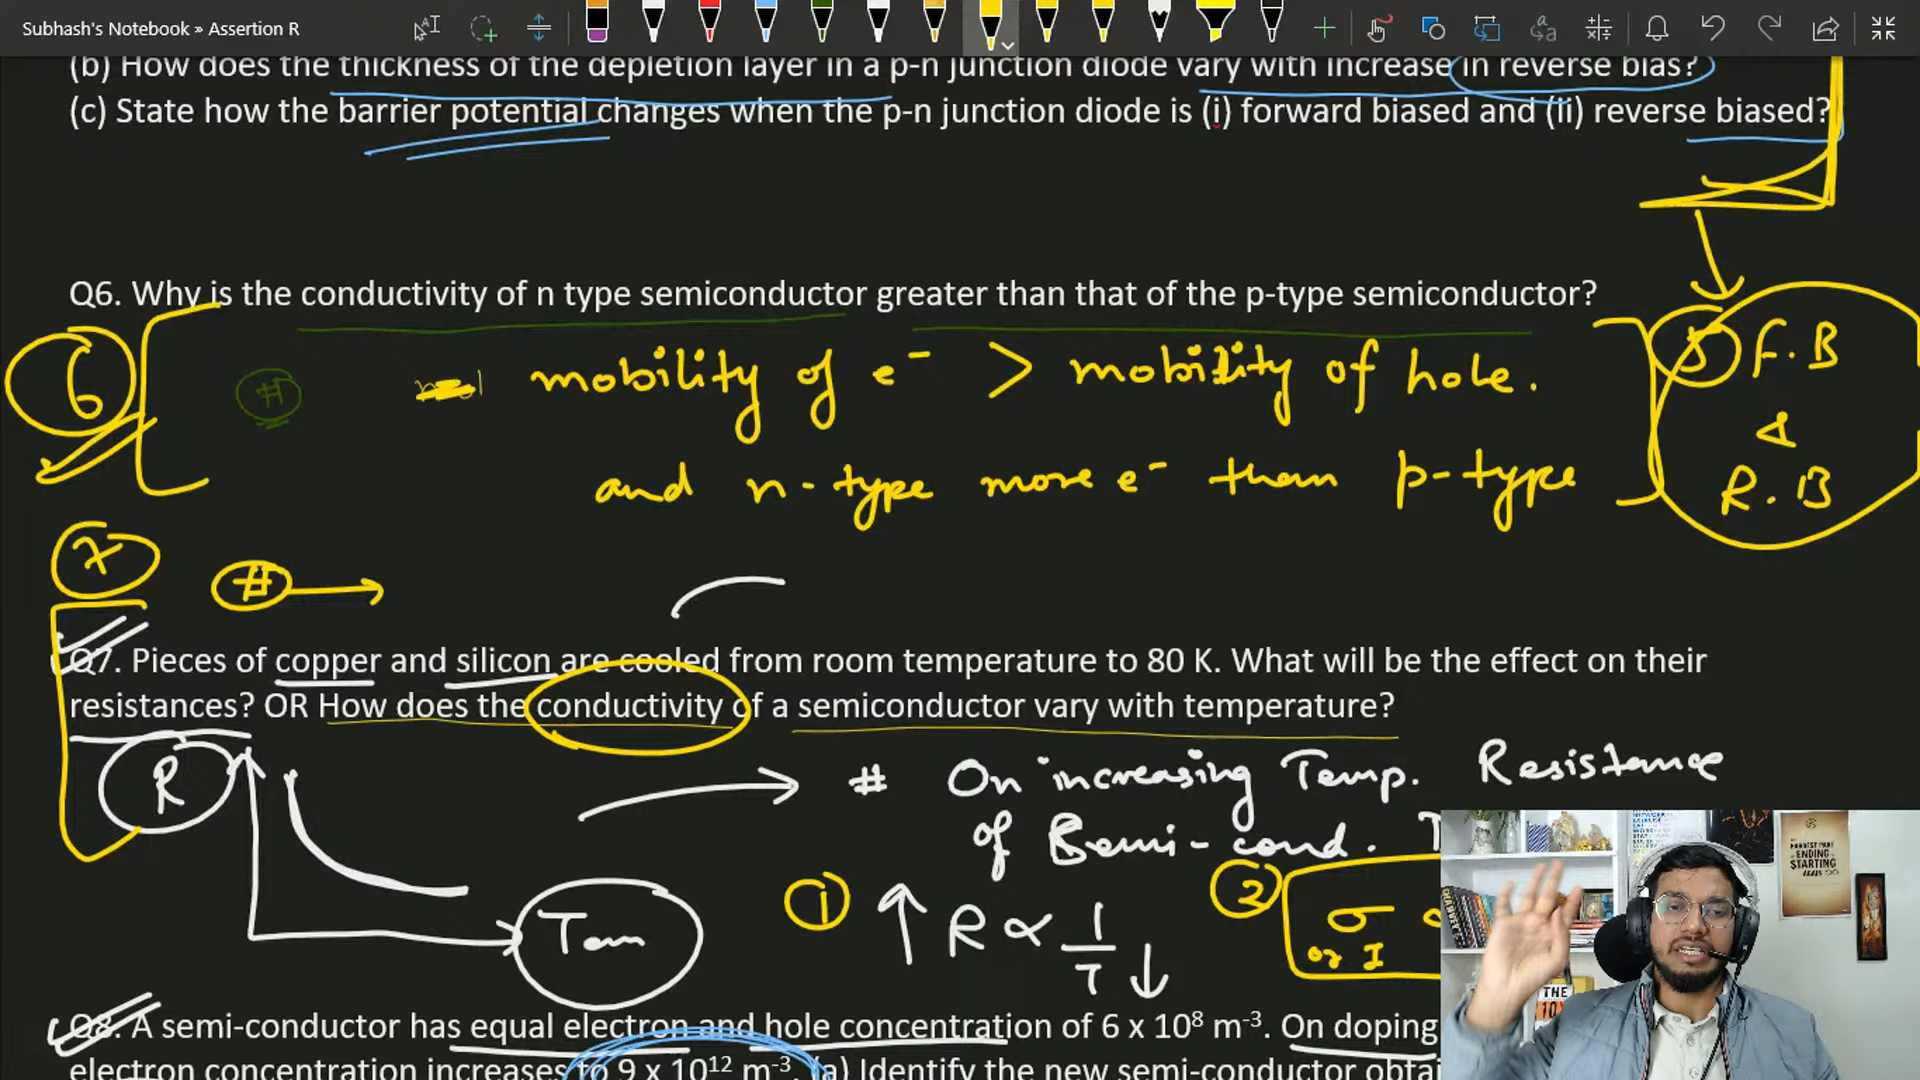 Subhash's Notebook » Assertion R
(b) How does the thickness of the depletion layer in a p-n junction diode vary with increase in reverse bias?
(c) State how the barrier potential changes when the p-n junction diode is (i) forward biased and (ii) reverse biased?
Q6. Why is the conductivity of n type semiconductor greater than that of the p-type semiconductor?
6
# mobility of e⁻ > mobility of hole.
and n-type more e⁻ than p-type
5 F.B
&
R.B
7
#
Q7. Pieces of copper and silicon are cooled from room temperature to 80 K. What will be the effect on their
resistances? OR How does the conductivity of a semiconductor vary with temperature?
R
Tem
# On increasing Temp. Resistance
of Semi-cond.
1 ↑ R ∝ 1/T ↓
2 σ
or I
HARDEST PART
ENDING
STARTING
AGAIN
THE
Q8. A semi-conductor has equal electron and hole concentration of 6 x 10⁸ m⁻³. On doping
electron concentration increases to 9 x 10¹² m⁻³. (a) Identify the new semi-conductor obtai